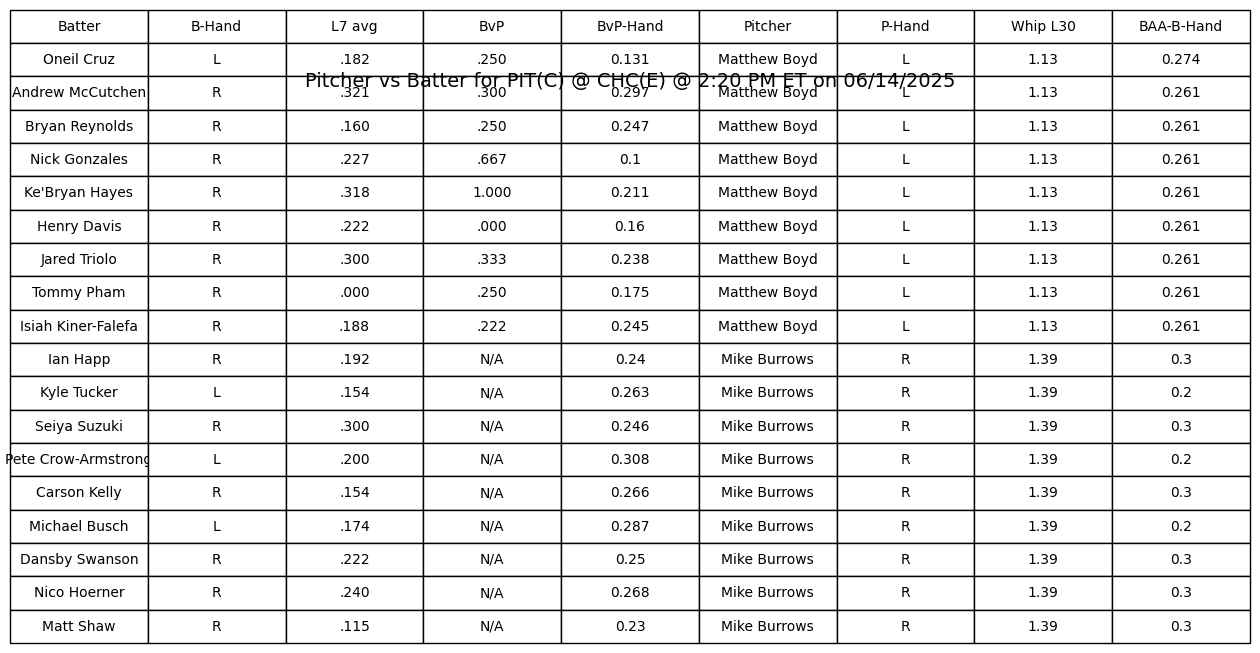 Batter B-Hand L7 avg BvP BvP-Hand Pitcher P-Hand Whip L30 BAA-B-Hand
Oneil Cruz L .182 .250 0.131 Matthew Boyd L 1.13 0.274
Pitcher vs Batter for PIT(C) @ CHC(E) @ 2:20 PM ET on 06/14/2025
Andrew McCutchen R .321 .300 0.297 Matthew Boyd L 1.13 0.261
Bryan Reynolds R .160 .250 0.247 Matthew Boyd L 1.13 0.261
Nick Gonzales R .227 .667 0.1 Matthew Boyd L 1.13 0.261
Ke'Bryan Hayes R .318 1.000 0.211 Matthew Boyd L 1.13 0.261
Henry Davis R .222 .000 0.16 Matthew Boyd L 1.13 0.261
Jared Triolo R .300 .333 0.238 Matthew Boyd L 1.13 0.261
Tommy Pham R .000 .250 0.175 Matthew Boyd L 1.13 0.261
Isiah Kiner-Falefa R .188 .222 0.245 Matthew Boyd L 1.13 0.261
Ian Happ R .192 N/A 0.24 Mike Burrows R 1.39 0.3
Kyle Tucker L .154 N/A 0.263 Mike Burrows R 1.39 0.2
Seiya Suzuki R .300 N/A 0.246 Mike Burrows R 1.39 0.3
Pete Crow-Armstrong L .200 N/A 0.308 Mike Burrows R 1.39 0.2
Carson Kelly R .154 N/A 0.266 Mike Burrows R 1.39 0.3
Michael Busch L .174 N/A 0.287 Mike Burrows R 1.39 0.2
Dansby Swanson R .222 N/A 0.25 Mike Burrows R 1.39 0.3
Nico Hoerner R .240 N/A 0.268 Mike Burrows R 1.39 0.3
Matt Shaw R .115 N/A 0.23 Mike Burrows R 1.39 0.3